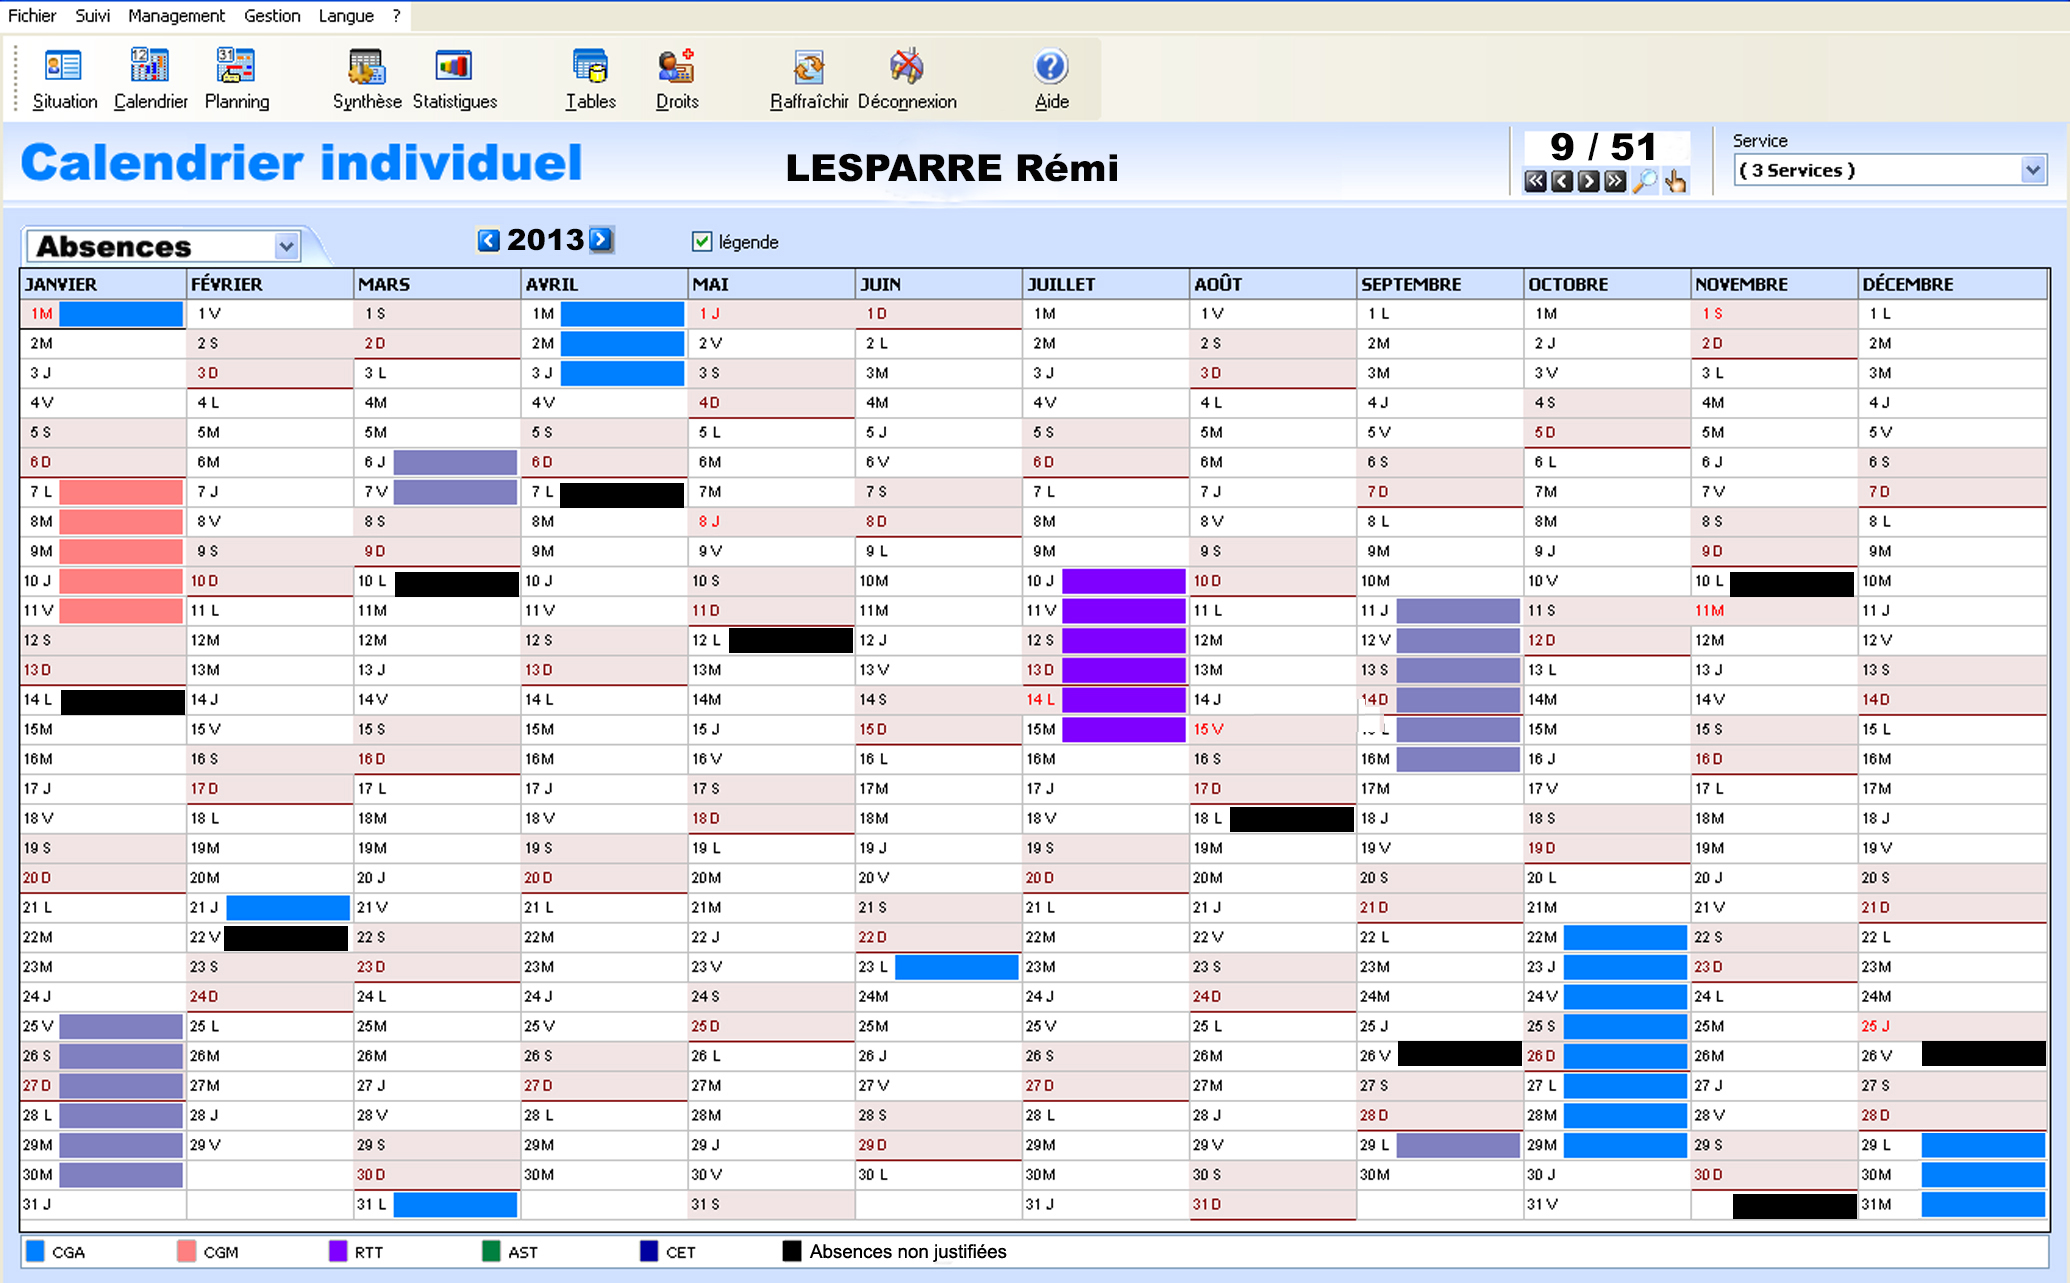 Fichier Suivi Management Gestion Langue ?
Situation Calendrier Planning Synthèse Statistigues Tables Droits Raffraîchir Déconnexion Aide
Calendrier individuel LESPARRE Rémi 9 / 51 Service
( 3 Services )
Absences 2013 légende
JANVIER FÉVRIER MARS AVRIL MAI JUIN JUILLET AOÛT SEPTEMBRE OCTOBRE NOVEMBRE DÉCEMBRE
1M 1V 1S 1M 1J 1D 1M 1V 1L 1M 1S 1L
2M 2S 2D 2M 2V 2L 2M 2S 2M 2J 2D 2M
3J 3D 3L 3J 3S 3M 3J 3D 3M 3V 3L 3M
4V 4L 4M 4V 4D 4M 4V 4L 4J 4S 4M 4J
5S 5M 5M 5S 5L 5J 5S 5M 5V 5D 5M 5V
6D 6M 6J 6D 6M 6V 6D 6M 6S 6L 6J 6S
7L 7J 7V 7L 7M 7S 7L 7J 7D 7M 7V 7D
8M 8V 8S 8M 8J 8D 8M 8V 8L 8M 8S 8L
9M 9S 9D 9M 9V 9L 9M 9S 9M 9J 9D 9M
10J 10D 10L 10J 10S 10M 10J 10D 10M 10V 10L 10M
11V 11L 11M 11V 11D 11M 11V 11L 11J 11S 11M 11J
12S 12M 12M 12S 12L 12J 12S 12M 12V 12D 12M 12V
13D 13M 13J 13D 13M 13V 13D 13M 13S 13L 13J 13S
14L 14J 14V 14L 14M 14S 14L 14J 14D 14M 14V 14D
15M 15V 15S 15M 15J 15D 15M 15V L 15M 15S 15L
16M 16S 16D 16M 16V 16L 16M 16S 16M 16J 16D 16M
17J 17D 17L 17J 17S 17M 17J 17D 17M 17V 17L 17M
18V 18L 18M 18V 18D 18M 18V 18L 18J 18S 18M 18J
19S 19M 19M 19S 19L 19J 19S 19M 19V 19D 19M 19V
20D 20M 20J 20D 20M 20V 20D 20M 20S 20L 20J 20S
21L 21J 21V 21L 21M 21S 21L 21J 21D 21M 21V 21D
22M 22V 22S 22M 22J 22D 22M 22V 22L 22M 22S 22L
23M 23S 23D 23M 23V 23L 23M 23S 23M 23J 23D 23M
24J 24D 24L 24J 24S 24M 24J 24D 24M 24V 24L 24M
25V 25L 25M 25V 25D 25M 25V 25L 25J 25S 25M 25J
26S 26M 26M 26S 26L 26J 26S 26M 26V 26D 26M 26V
27D 27M 27J 27D 27M 27V 27D 27M 27S 27L 27J 27S
28L 28J 28V 28L 28M 28S 28L 28J 28D 28M 28V 28D
29M 29V 29S 29M 29J 29D 29M 29V 29L 29M 29S 29L
30M 30D 30M 30V 30L 30M 30S 30M 30J 30D 30M
31J 31L 31S 31J 31D 31V 31M
CGA CGM RTT AST CET Absences non justifiées